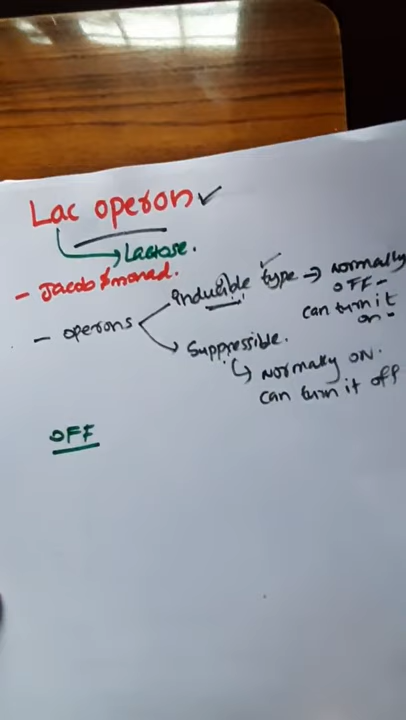 Lac operon
Lactose.
- Jacob & monad.
- operons
Inducible type → normally OFF -
can turn it on -
Suppressible.
normally ON.
can turn it off
OFF